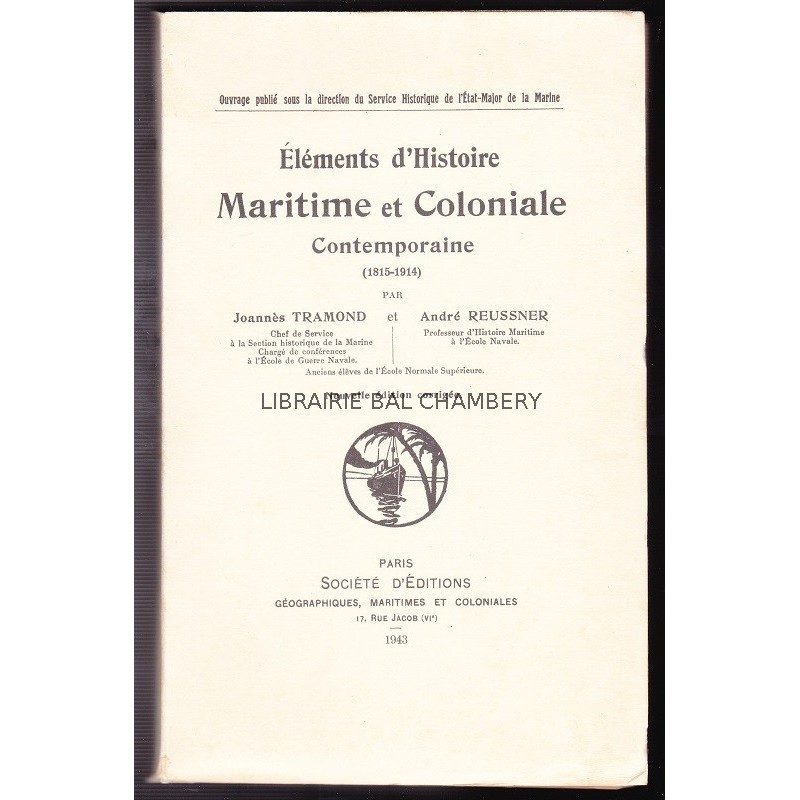 Ouvrage publié sous la direction du Service Historique de l'État-Major de la Marine
Éléments d'Histoire
Maritime et Coloniale
Contemporaine
(1815-1914)
PAR
Joannès TRAMOND et André REUSSNER
Chef de Service
à la Section historique de la Marine
Chargé de conférences
à l'École de Guerre Navale.
Professeur d'Histoire Maritime
à l'École Navale.
Anciens élèves de l'École Normale Supérieure.
Nouvelle édition corrigée
LIBRAIRIE BAL CHAMBERY
PARIS
SOCIÉTÉ D'ÉDITIONS
GÉOGRAPHIQUES, MARITIMES ET COLONIALES
17, RUE JACOB (VIe)
1943